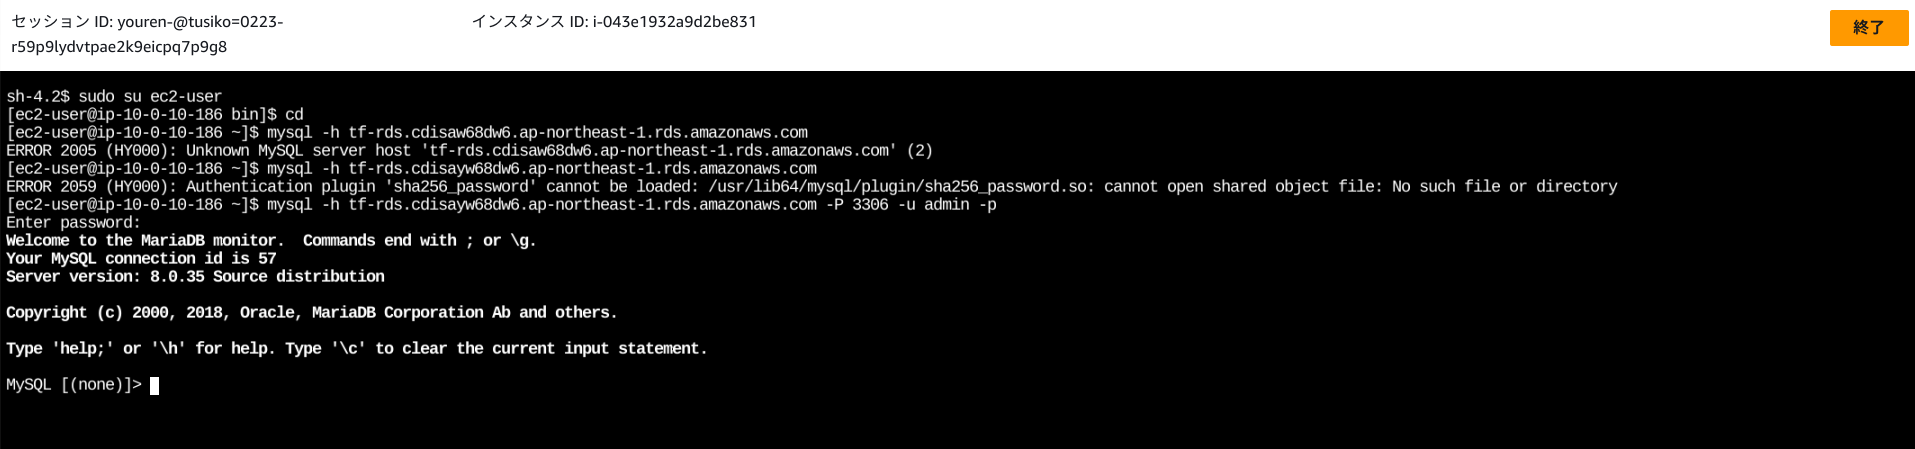 セッション ID: youren-@tusiko=0223-
r59p9lydvtpae2k9eicpq7p9g8
インスタンス ID: i-043e1932a9d2be831
終了
sh-4.2$ sudo su ec2-user
[ec2-user@ip-10-0-10-186 bin]$ cd
[ec2-user@ip-10-0-10-186 ~]$ mysql -h tf-rds.cdisaw68dw6.ap-northeast-1.rds.amazonaws.com
ERROR 2005 (HY000): Unknown MySQL server host 'tf-rds.cdisaw68dw6.ap-northeast-1.rds.amazonaws.com' (2)
[ec2-user@ip-10-0-10-186 ~]$ mysql -h tf-rds.cdisayw68dw6.ap-northeast-1.rds.amazonaws.com
ERROR 2059 (HY000): Authentication plugin 'sha256_password' cannot be loaded: /usr/lib64/mysql/plugin/sha256_password.so: cannot open shared object file: No such file or directory
[ec2-user@ip-10-0-10-186 ~]$ mysql -h tf-rds.cdisayw68dw6.ap-northeast-1.rds.amazonaws.com -P 3306 -u admin -p
Enter password:
Welcome to the MariaDB monitor.  Commands end with ; or \g.
Your MySQL connection id is 57
Server version: 8.0.35 Source distribution
Copyright (c) 2000, 2018, Oracle, MariaDB Corporation Ab and others.
Type 'help;' or '\h' for help. Type '\c' to clear the current input statement.
MySQL [(none)]>